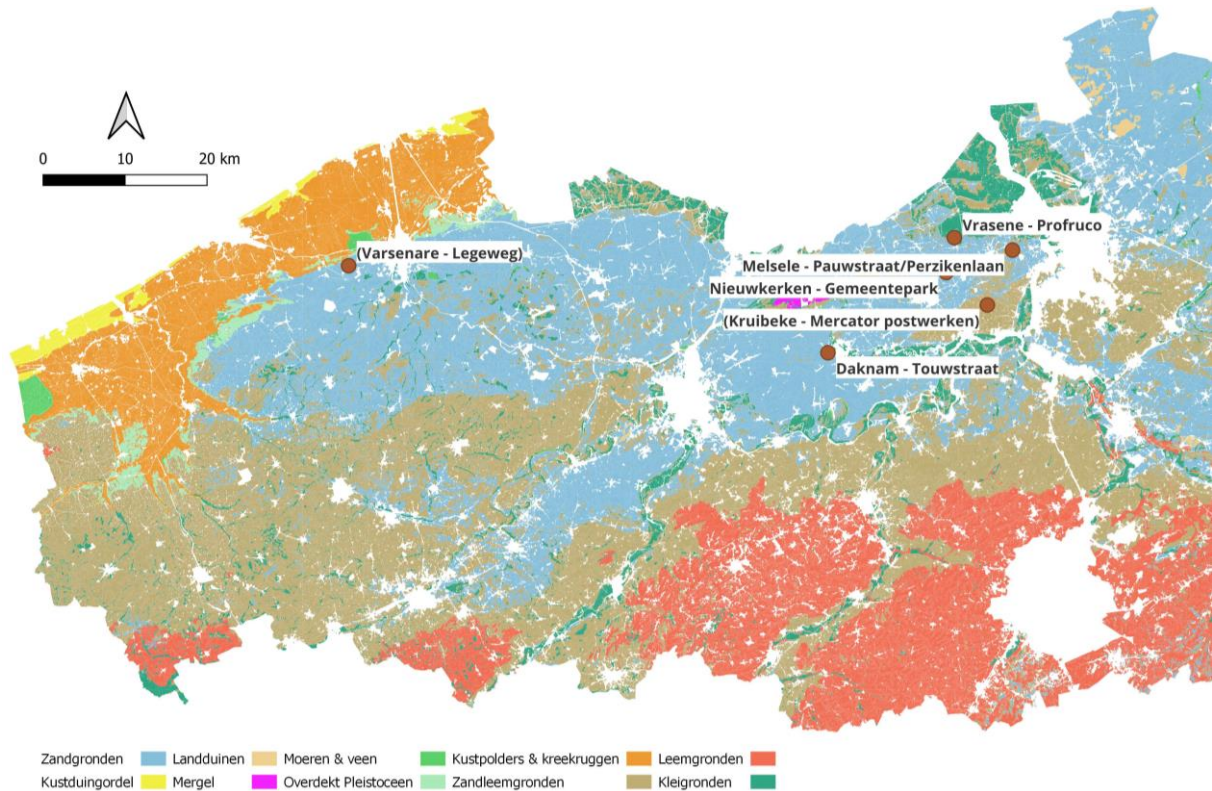 0 10 20 km
(Varsenare - Legeweg)
Vrasene - Profruco
Melsele - Pauwstraat/Perzikenlaan
Nieuwkerken - Gemeentepark
(Kruibeke - Mercator postwerken)
Daknam - Touwstraat
Zandgronden Landduinen Moeren & veen Kustpolders & kreekruggen Leemgronden
Kustduingordel Mergel Overdekt Pleistoceen Zandleemgronden Kleigronden